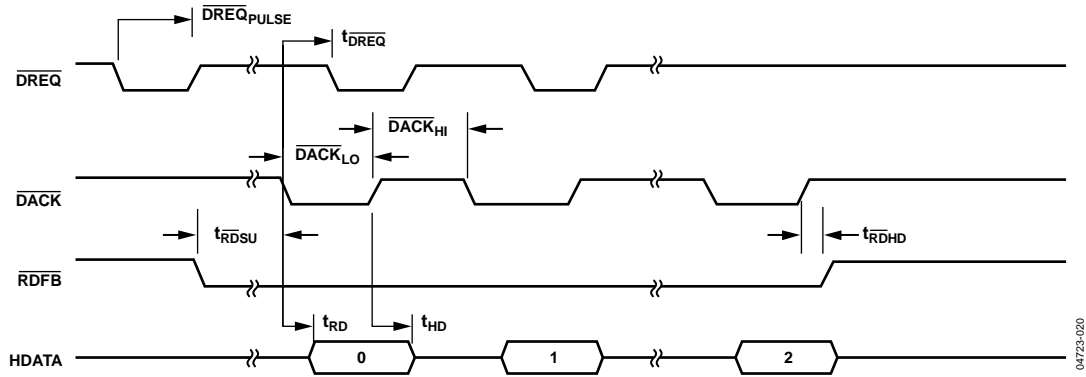 DREQPULSE
tDREQ
DREQ
DACKHI
DACKLO
DACK
tRDSU
tRDHD
RDFB
tRD
tHD
HDATA
0
1
2
04723-020